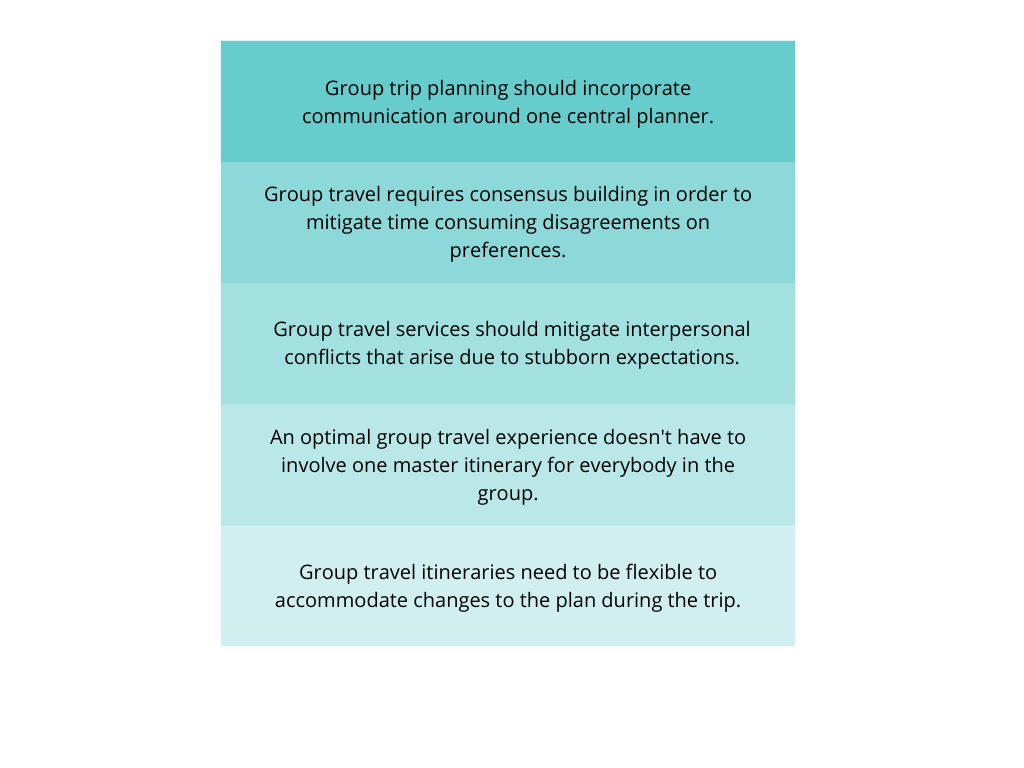 Group trip planning should incorporate
communication around one central planner.
Group travel requires consensus building in order to
mitigate time consuming disagreements on
preferences.
Group travel services should mitigate interpersonal
conflicts that arise due to stubborn expectations.
An optimal group travel experience doesn't have to
involve one master itinerary for everybody in the
group.
Group travel itineraries need to be flexible to
accommodate changes to the plan during the trip.